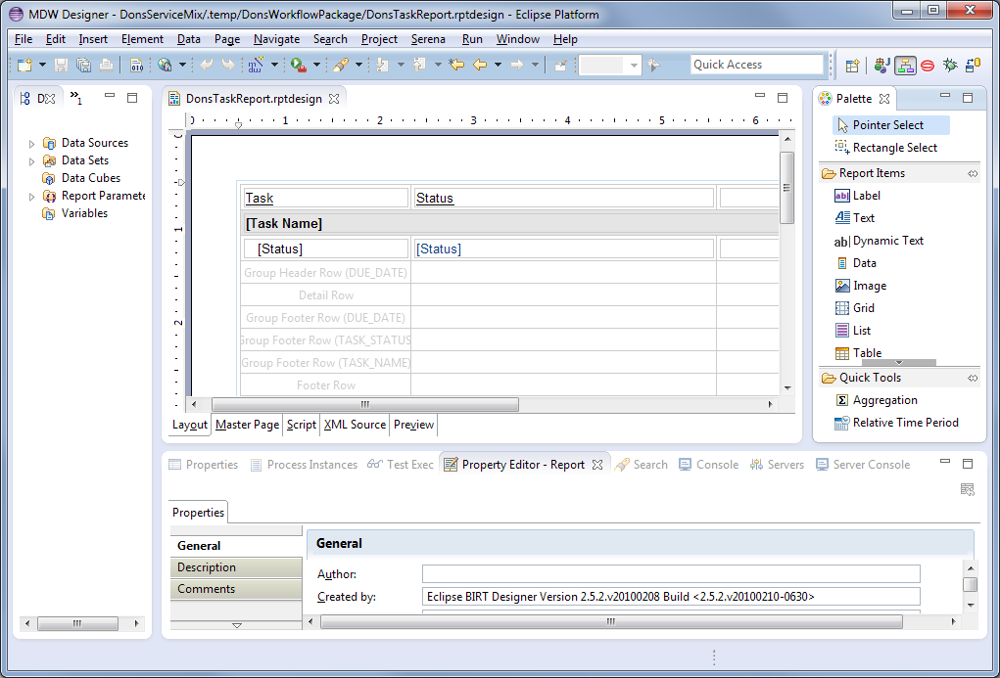 MDW Designer - DonsServiceMix/.temp/DonsWorkflowPackage/DonsTaskReport.rptdesign - Eclipse Platform
File Edit Insert Element Data Page Navigate Search Project Serena Run Window Help
Quick Access
D
1
Data Sources
Data Sets
Data Cubes
Report Paramete
Variables
DonsTaskReport.rptdesign
1 2 3 4 5 6
1
2
Task Status
[Task Name]
[Status] [Status]
Group Header Row (DUE_DATE)
Detail Row
Group Footer Row (DUE_DATE)
Group Footer Row (TASK_STATUS
Group Footer Row (TASK_NAME)
Footer Row
Layout Master Page Script XML Source Preview
Palette
Pointer Select
Rectangle Select
Report Items
Label
Text
Dynamic Text
Data
Image
Grid
List
Table
Quick Tools
Aggregation
Relative Time Period
Properties Process Instances Test Exec Property Editor - Report Search Console Servers Server Console
Properties
General
Description
Comments
General
Author:
Created by: Eclipse BIRT Designer Version 2.5.2.v20100208 Build <2.5.2.v20100210-0630>